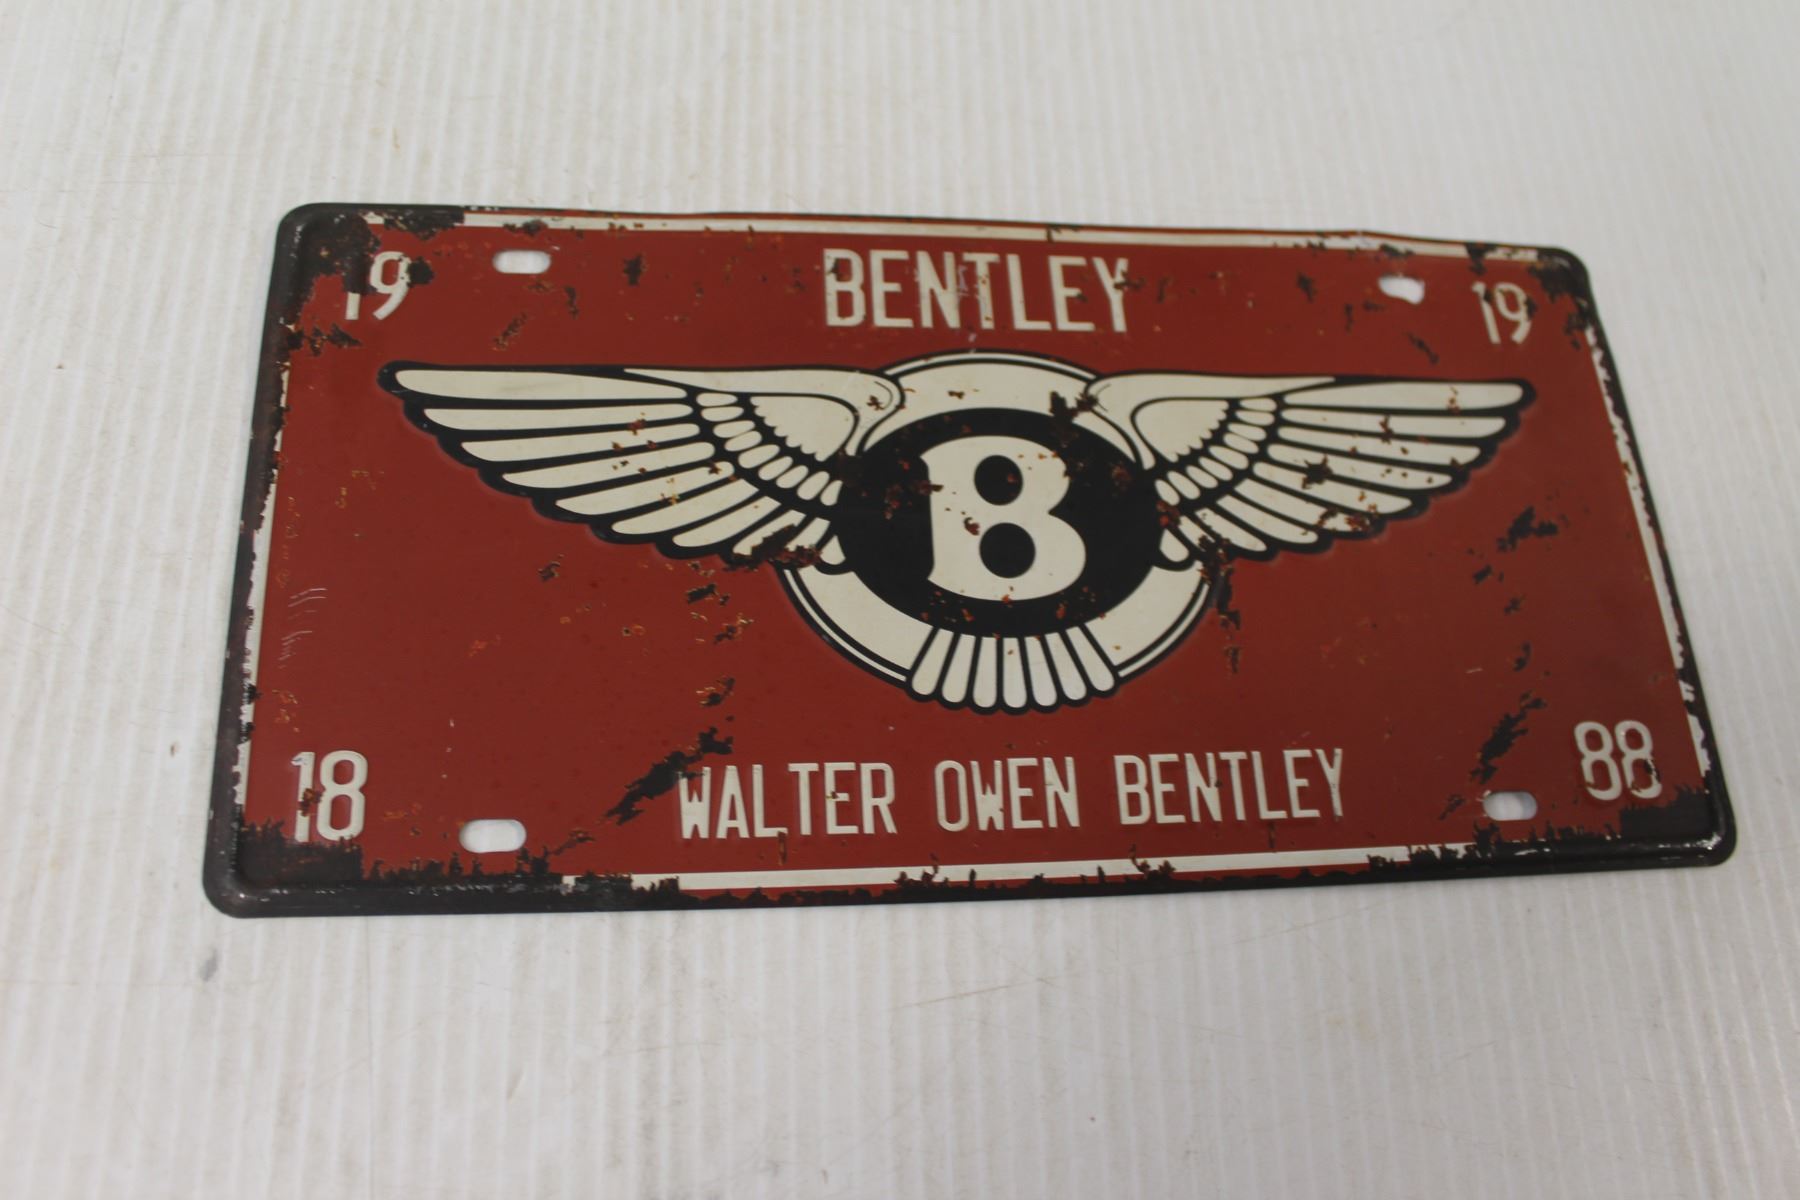 19 BENTLEY 19
B
18 WALTER OWEN BENTLEY 88